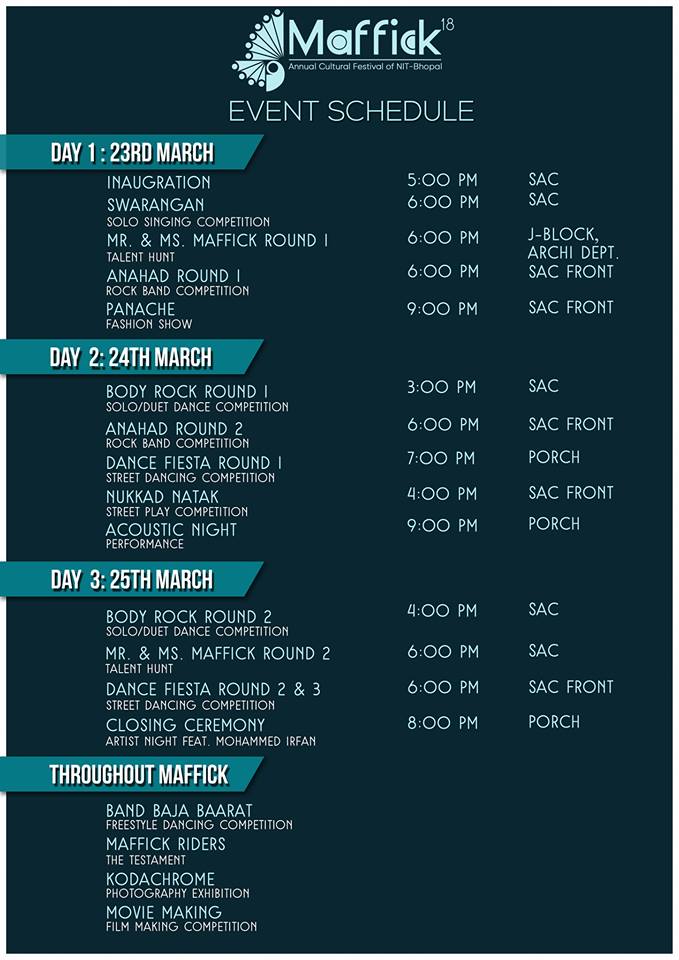 Maffick 18
Annual Cultural Festival of NIT-Bhopal
EVENT SCHEDULE
DAY 1 : 23RD MARCH
INAUGRATION 5:00 PM SAC
SWARANGAN 6:00 PM SAC
SOLO SINGING COMPETITION
MR. & MS. MAFFICK ROUND 1 6:00 PM J-BLOCK,
TALENT HUNT ARCHI DEPT.
ANAHAD ROUND 1 6:00 PM SAC FRONT
ROCK BAND COMPETITION
PANACHE 9:00 PM SAC FRONT
FASHION SHOW
DAY 2: 24TH MARCH
BODY ROCK ROUND 1 3:00 PM SAC
SOLO/DUET DANCE COMPETITION
ANAHAD ROUND 2 6:00 PM SAC FRONT
ROCK BAND COMPETITION
DANCE FIESTA ROUND 1 7:00 PM PORCH
STREET DANCING COMPETITION
NUKKAD NATAK 4:00 PM SAC FRONT
STREET PLAY COMPETITION
ACOUSTIC NIGHT 9:00 PM PORCH
PERFORMANCE
DAY 3: 25TH MARCH
BODY ROCK ROUND 2 4:00 PM SAC
SOLO/DUET DANCE COMPETITION
MR. & MS. MAFFICK ROUND 2 6:00 PM SAC
TALENT HUNT
DANCE FIESTA ROUND 2 & 3 6:00 PM SAC FRONT
STREET DANCING COMPETITION
CLOSING CEREMONY 8:00 PM PORCH
ARTIST NIGHT FEAT. MOHAMMED IRFAN
THROUGHOUT MAFFICK
BAND BAJA BAARAT
FREESTYLE DANCING COMPETITION
MAFFICK RIDERS
THE TESTAMENT
KODACHROME
PHOTOGRAPHY EXHIBITION
MOVIE MAKING
FILM MAKING COMPETITION